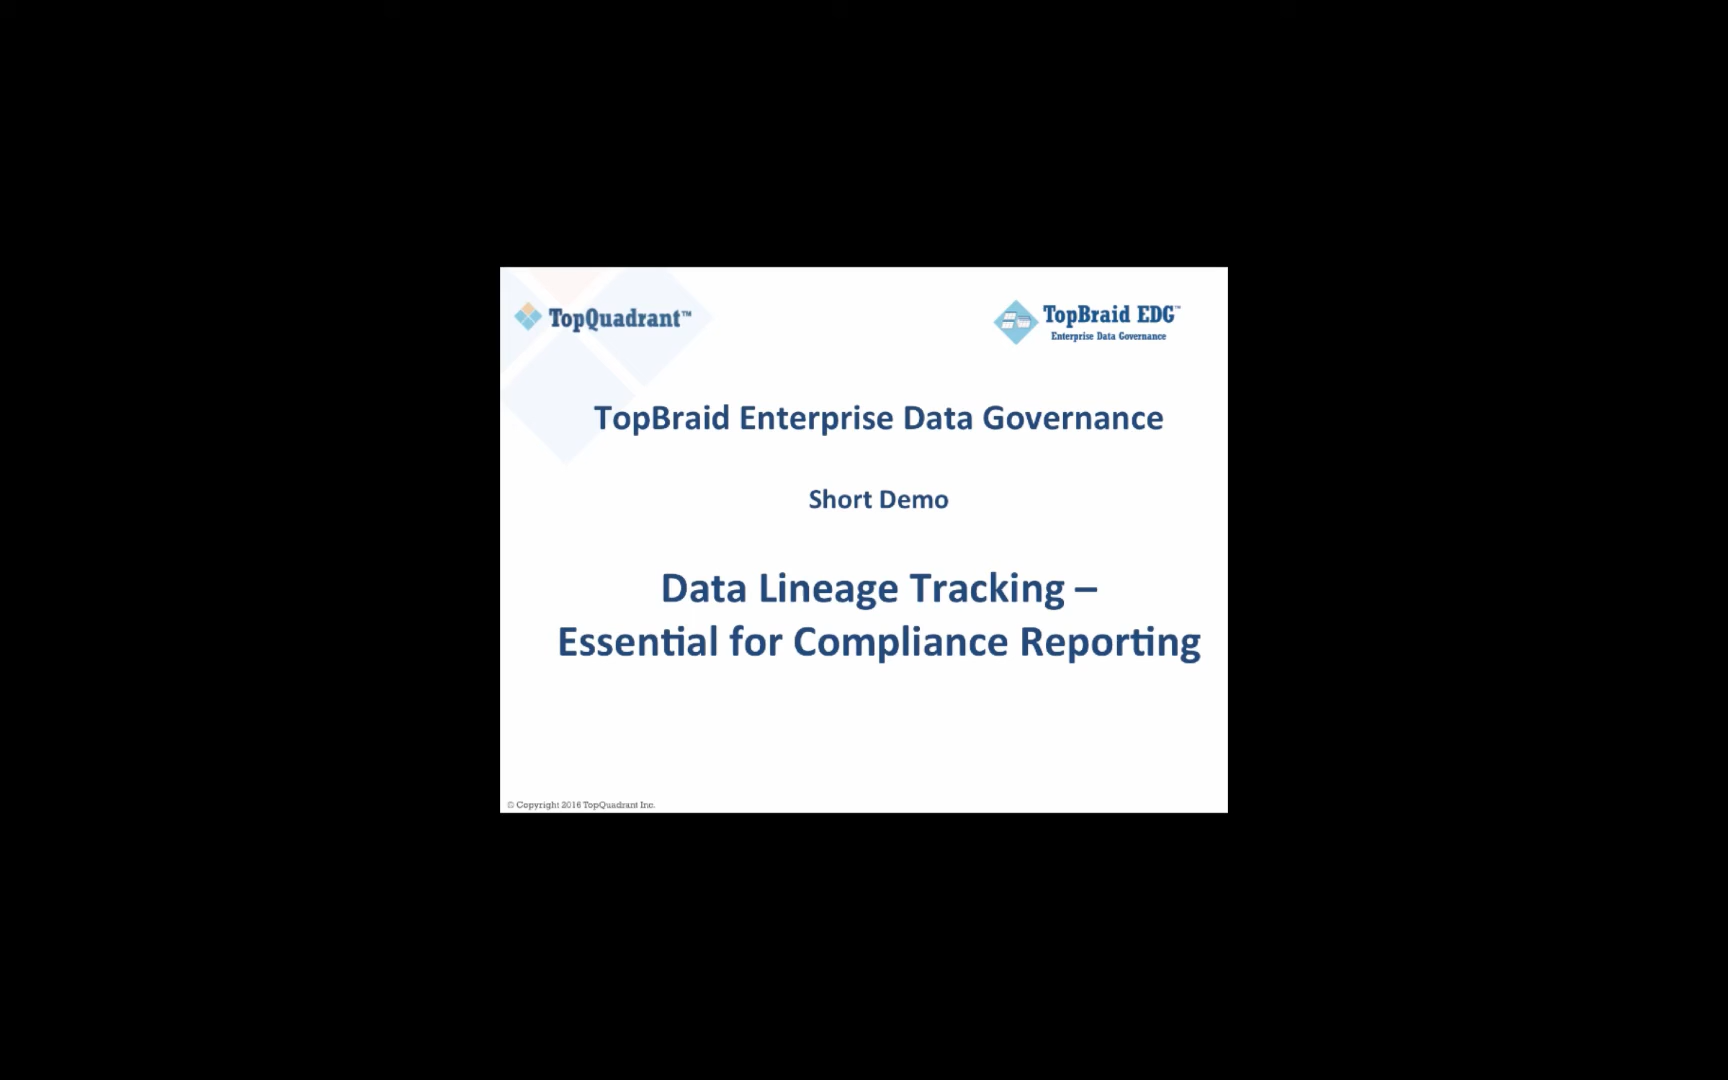 TopQuadrant™
TopBraid EDG™
Enterprise Data Governance
TopBraid Enterprise Data Governance
Short Demo
Data Lineage Tracking –
Essential for Compliance Reporting
© Copyright 2016 TopQuadrant Inc.